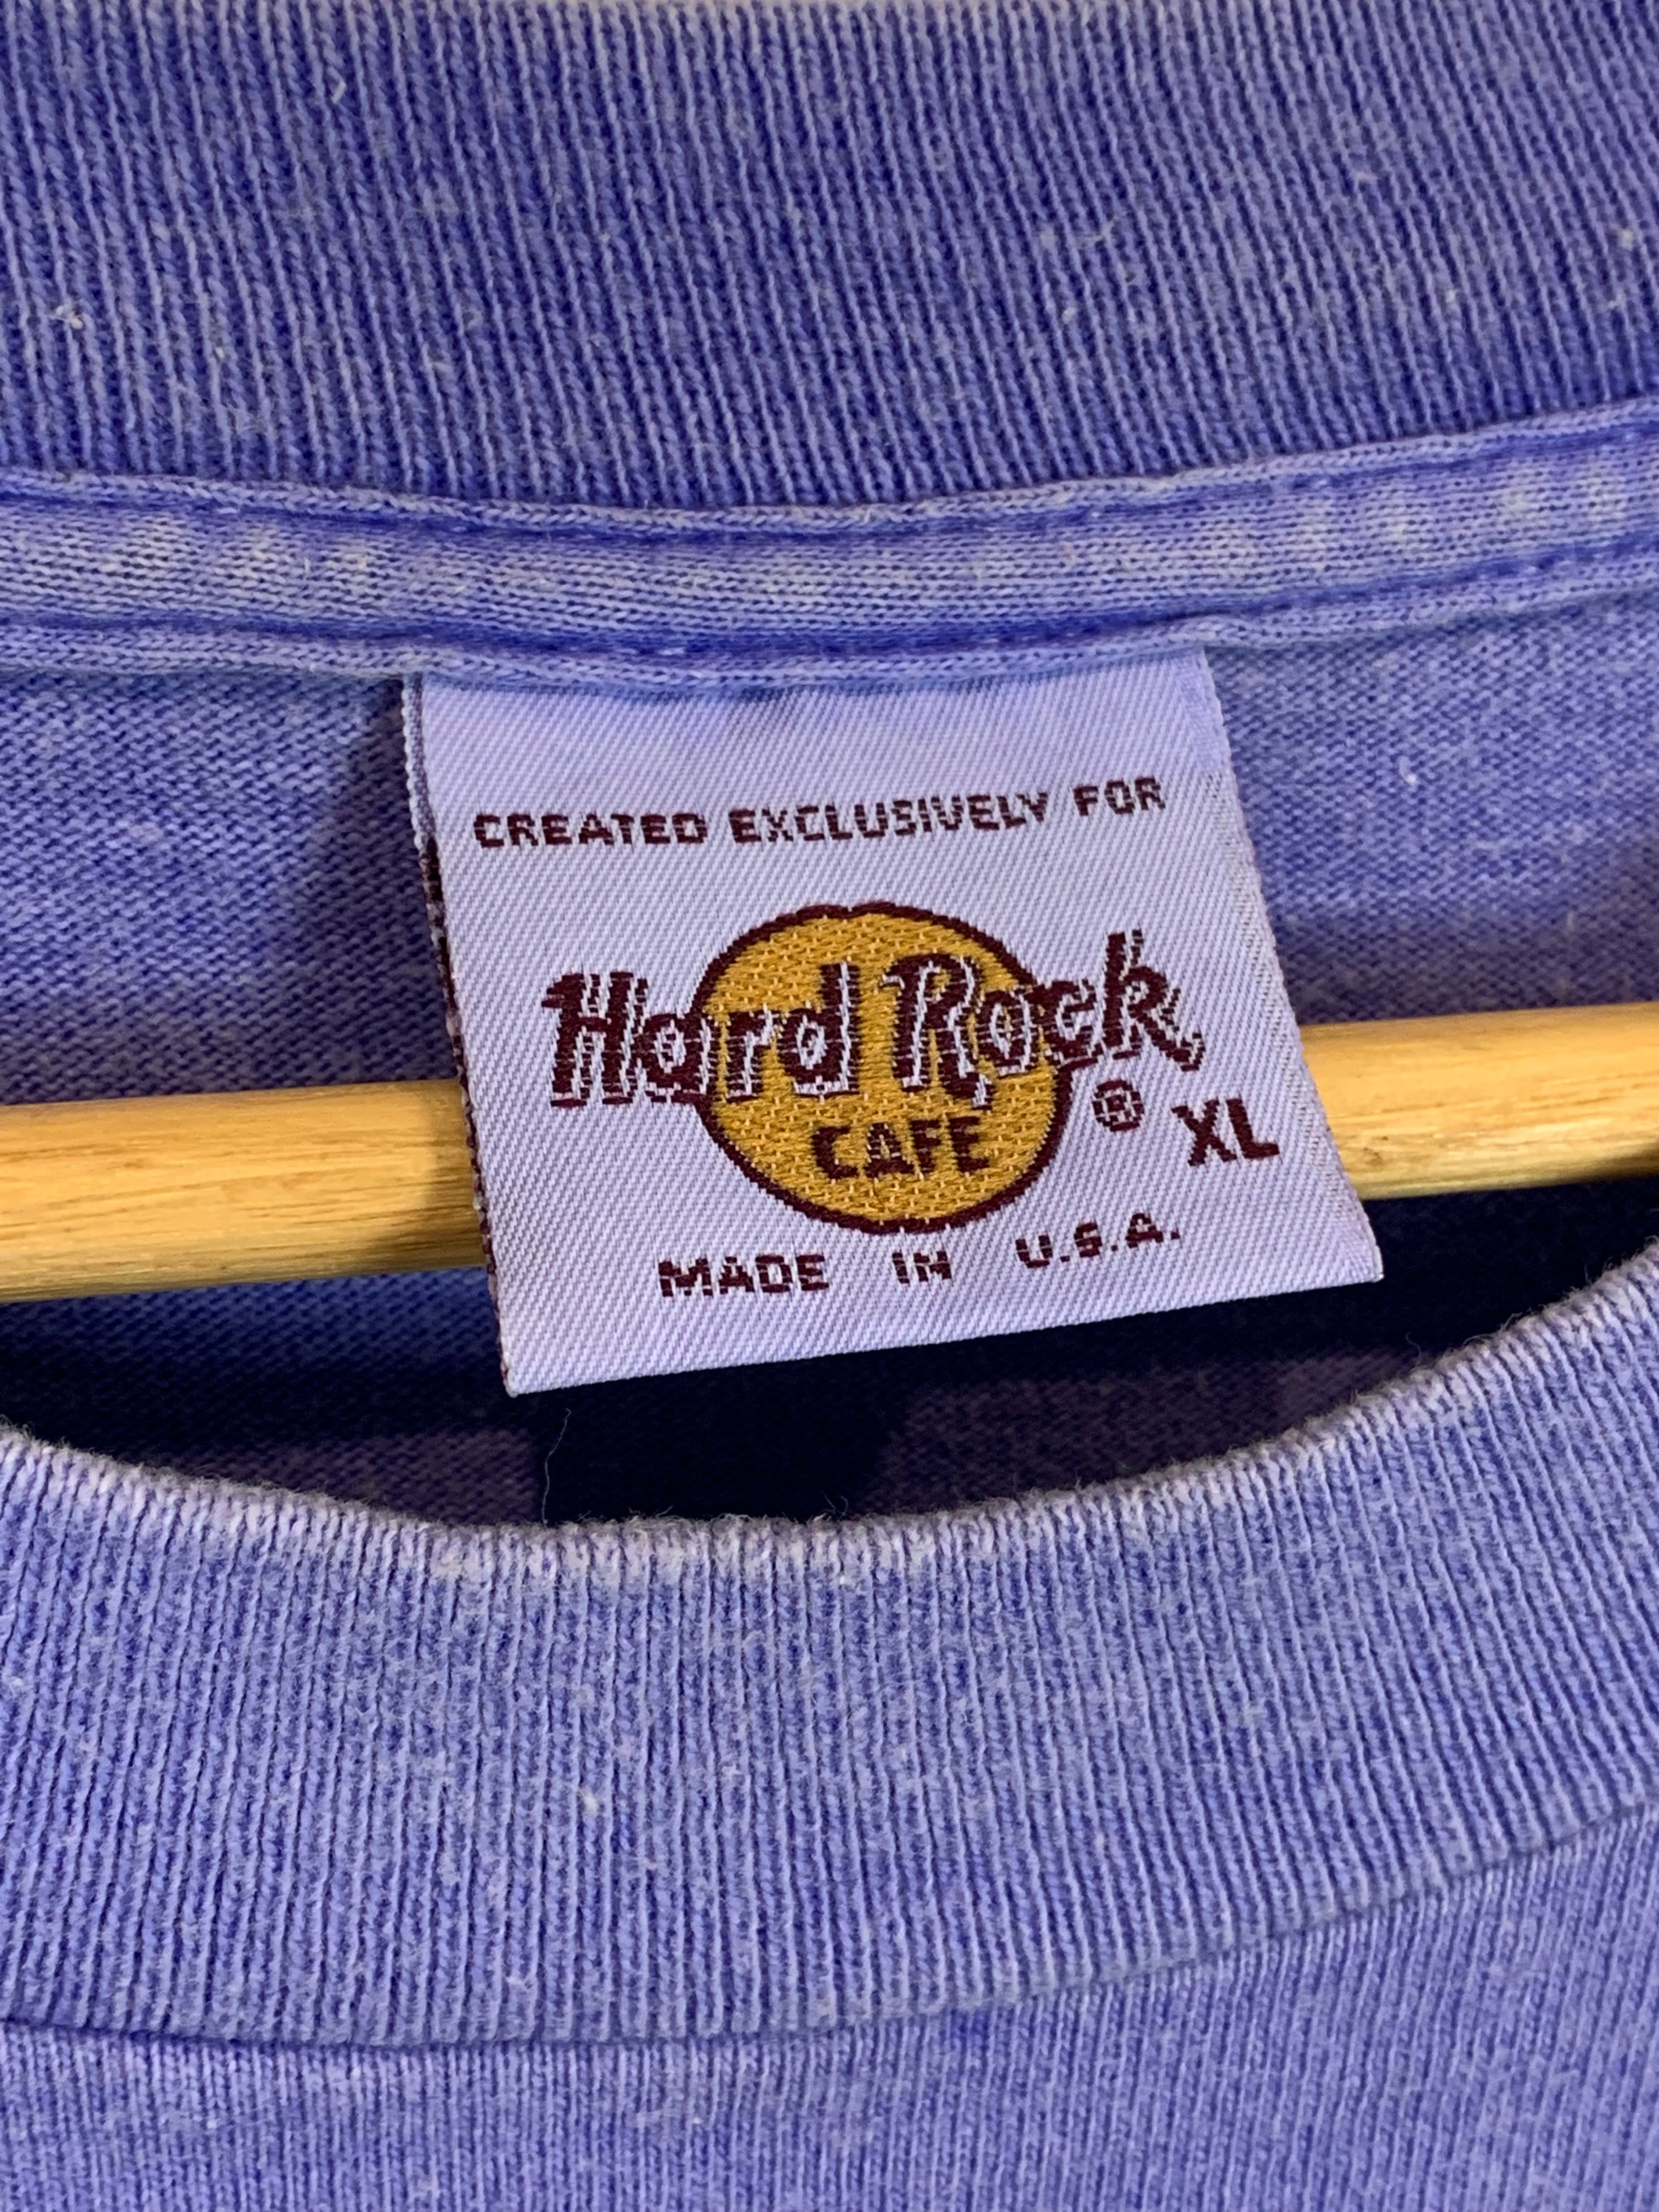 CREATED EXCLUSIVELY FOR
Hard Rock
CAFE
® XL
MADE IN U.S.A.